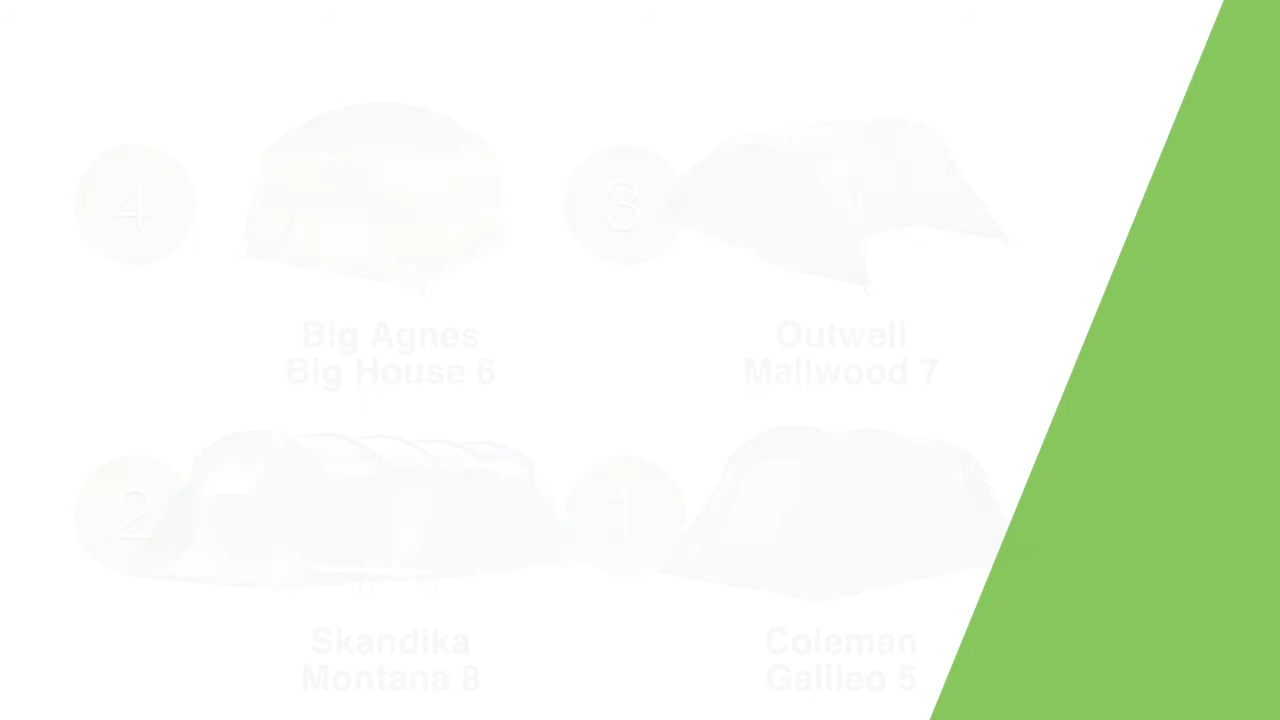 4
3
Big Agnes
Big House 6
Outwell
Mallwood 7
2
1
Skandika
Montana 8
Coleman
Galileo 5